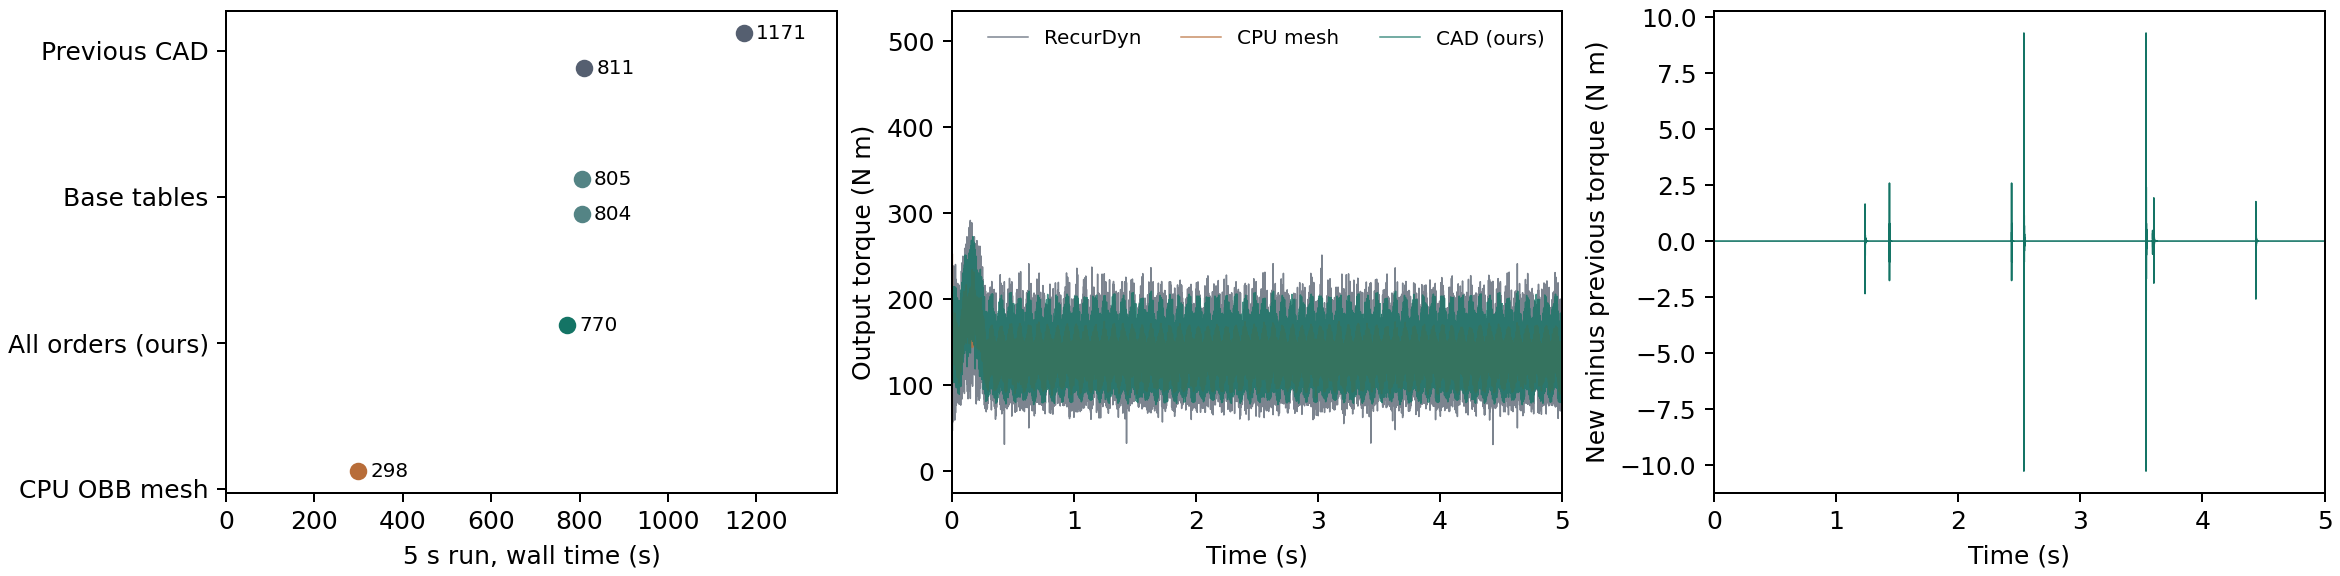 Previous CAD
Base tables
All orders (ours)
CPU OBB mesh
1171
811
805
804
770
298
0 200 400 600 800 1000 1200
5 s run, wall time (s)
Output torque (N m)
500
400
300
200
100
0
RecurDyn CPU mesh CAD (ours)
0 1 2 3 4 5
Time (s)
New minus previous torque (N m)
10.0
7.5
5.0
2.5
0.0
−2.5
−5.0
−7.5
−10.0
0 1 2 3 4 5
Time (s)